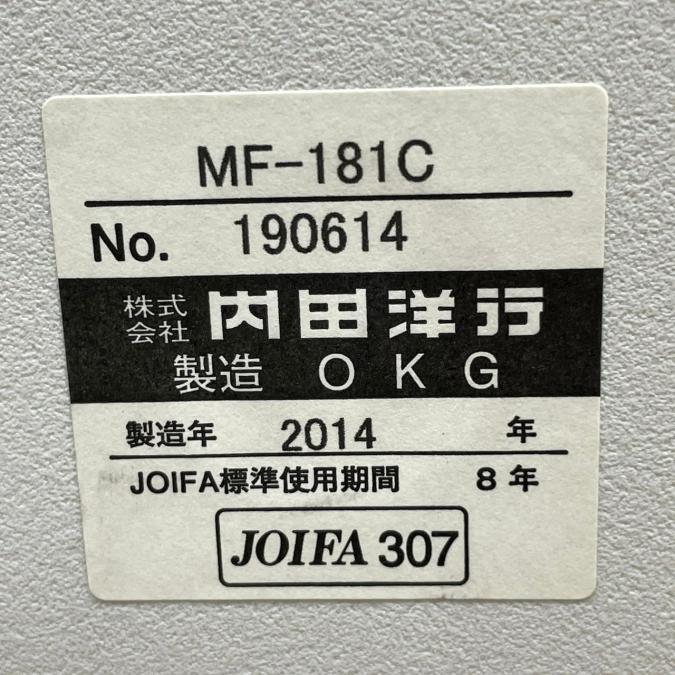 MF-181C
No. 190614
株式会社 内田洋行
製造 OKG
製造年 2014 年
JOIFA標準使用期間 8年
JOIFA 307